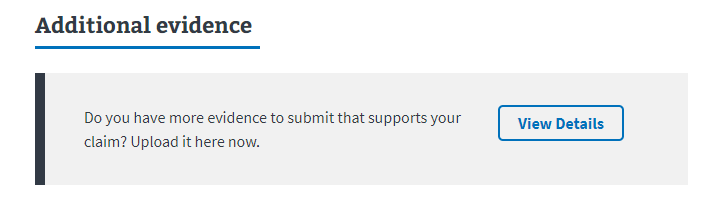 Additional evidence
Do you have more evidence to submit that supports your
claim? Upload it here now.
View Details